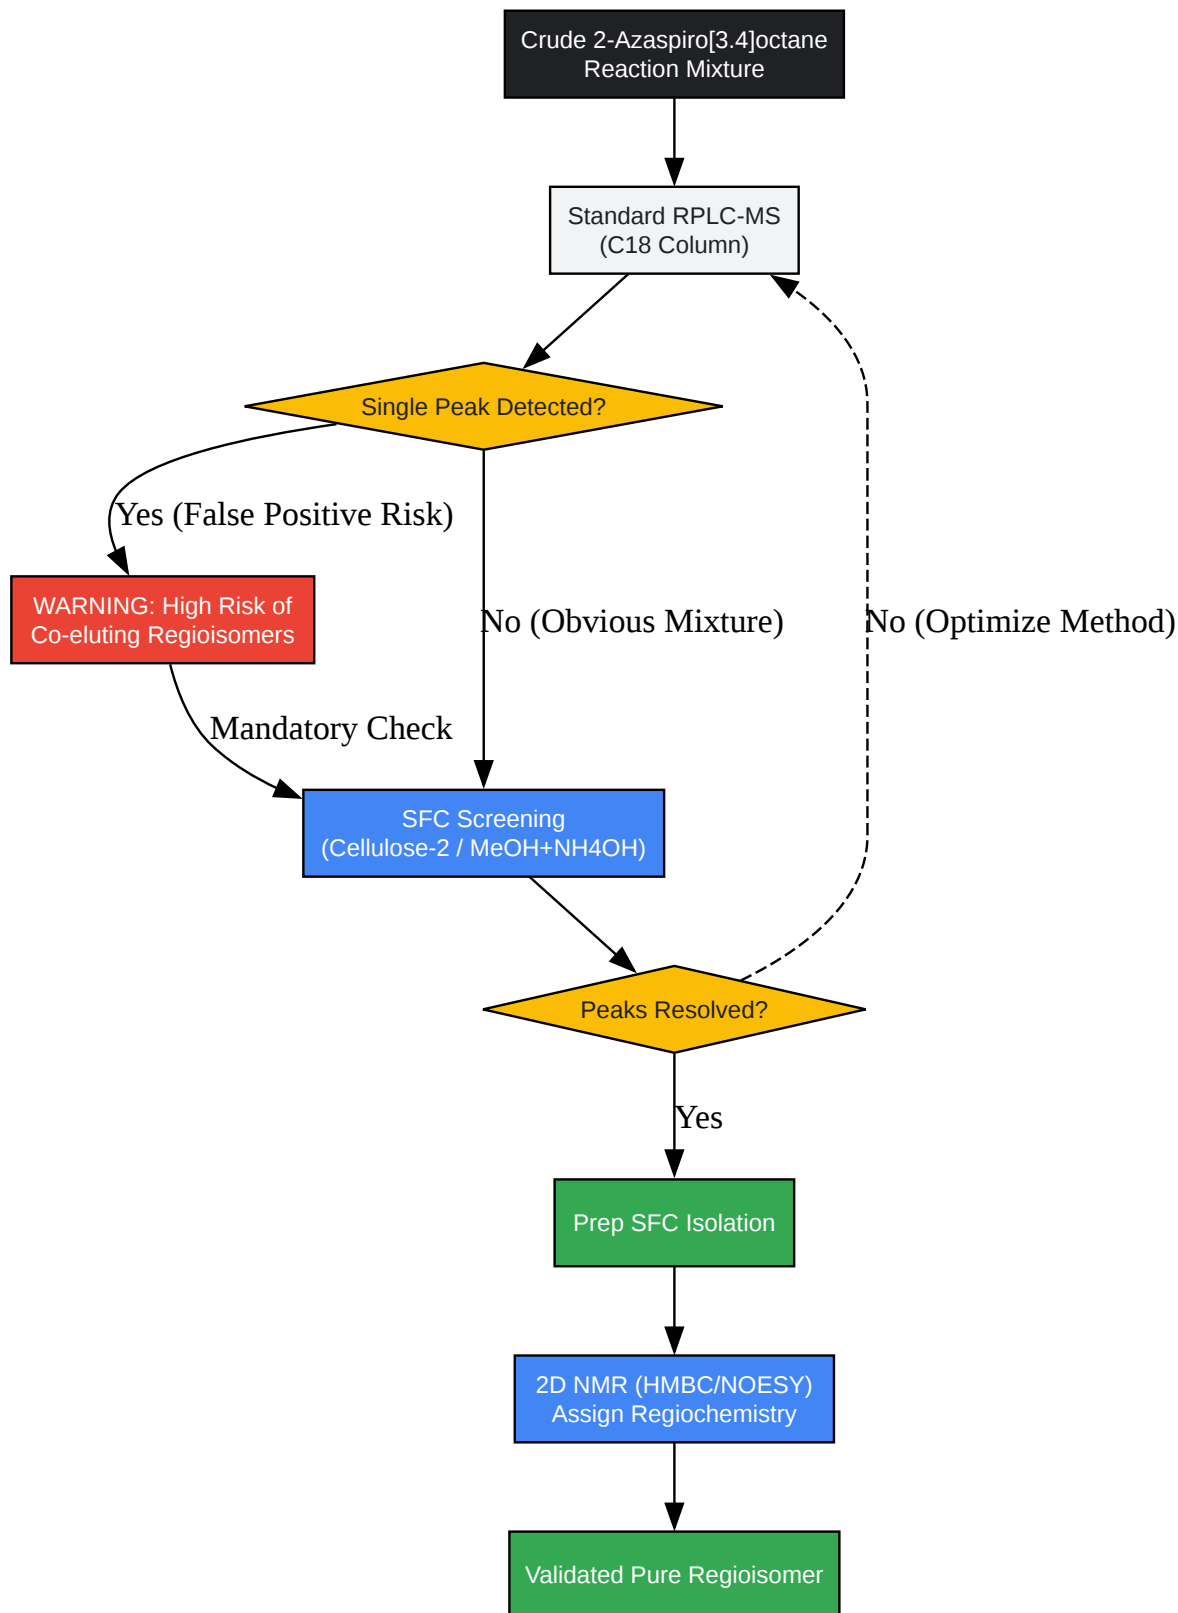 Crude 2-Azaspiro[3.4]octane
Reaction Mixture
Standard RPLC-MS
(C18 Column)
Single Peak Detected?
Yes (False Positive Risk)
WARNING: High Risk of
Co-eluting Regioisomers
No (Obvious Mixture)
No (Optimize Method)
Mandatory Check
SFC Screening
(Cellulose-2 / MeOH+NH4OH)
Peaks Resolved?
Yes
Prep SFC Isolation
2D NMR (HMBC/NOESY)
Assign Regiochemistry
Validated Pure Regioisomer